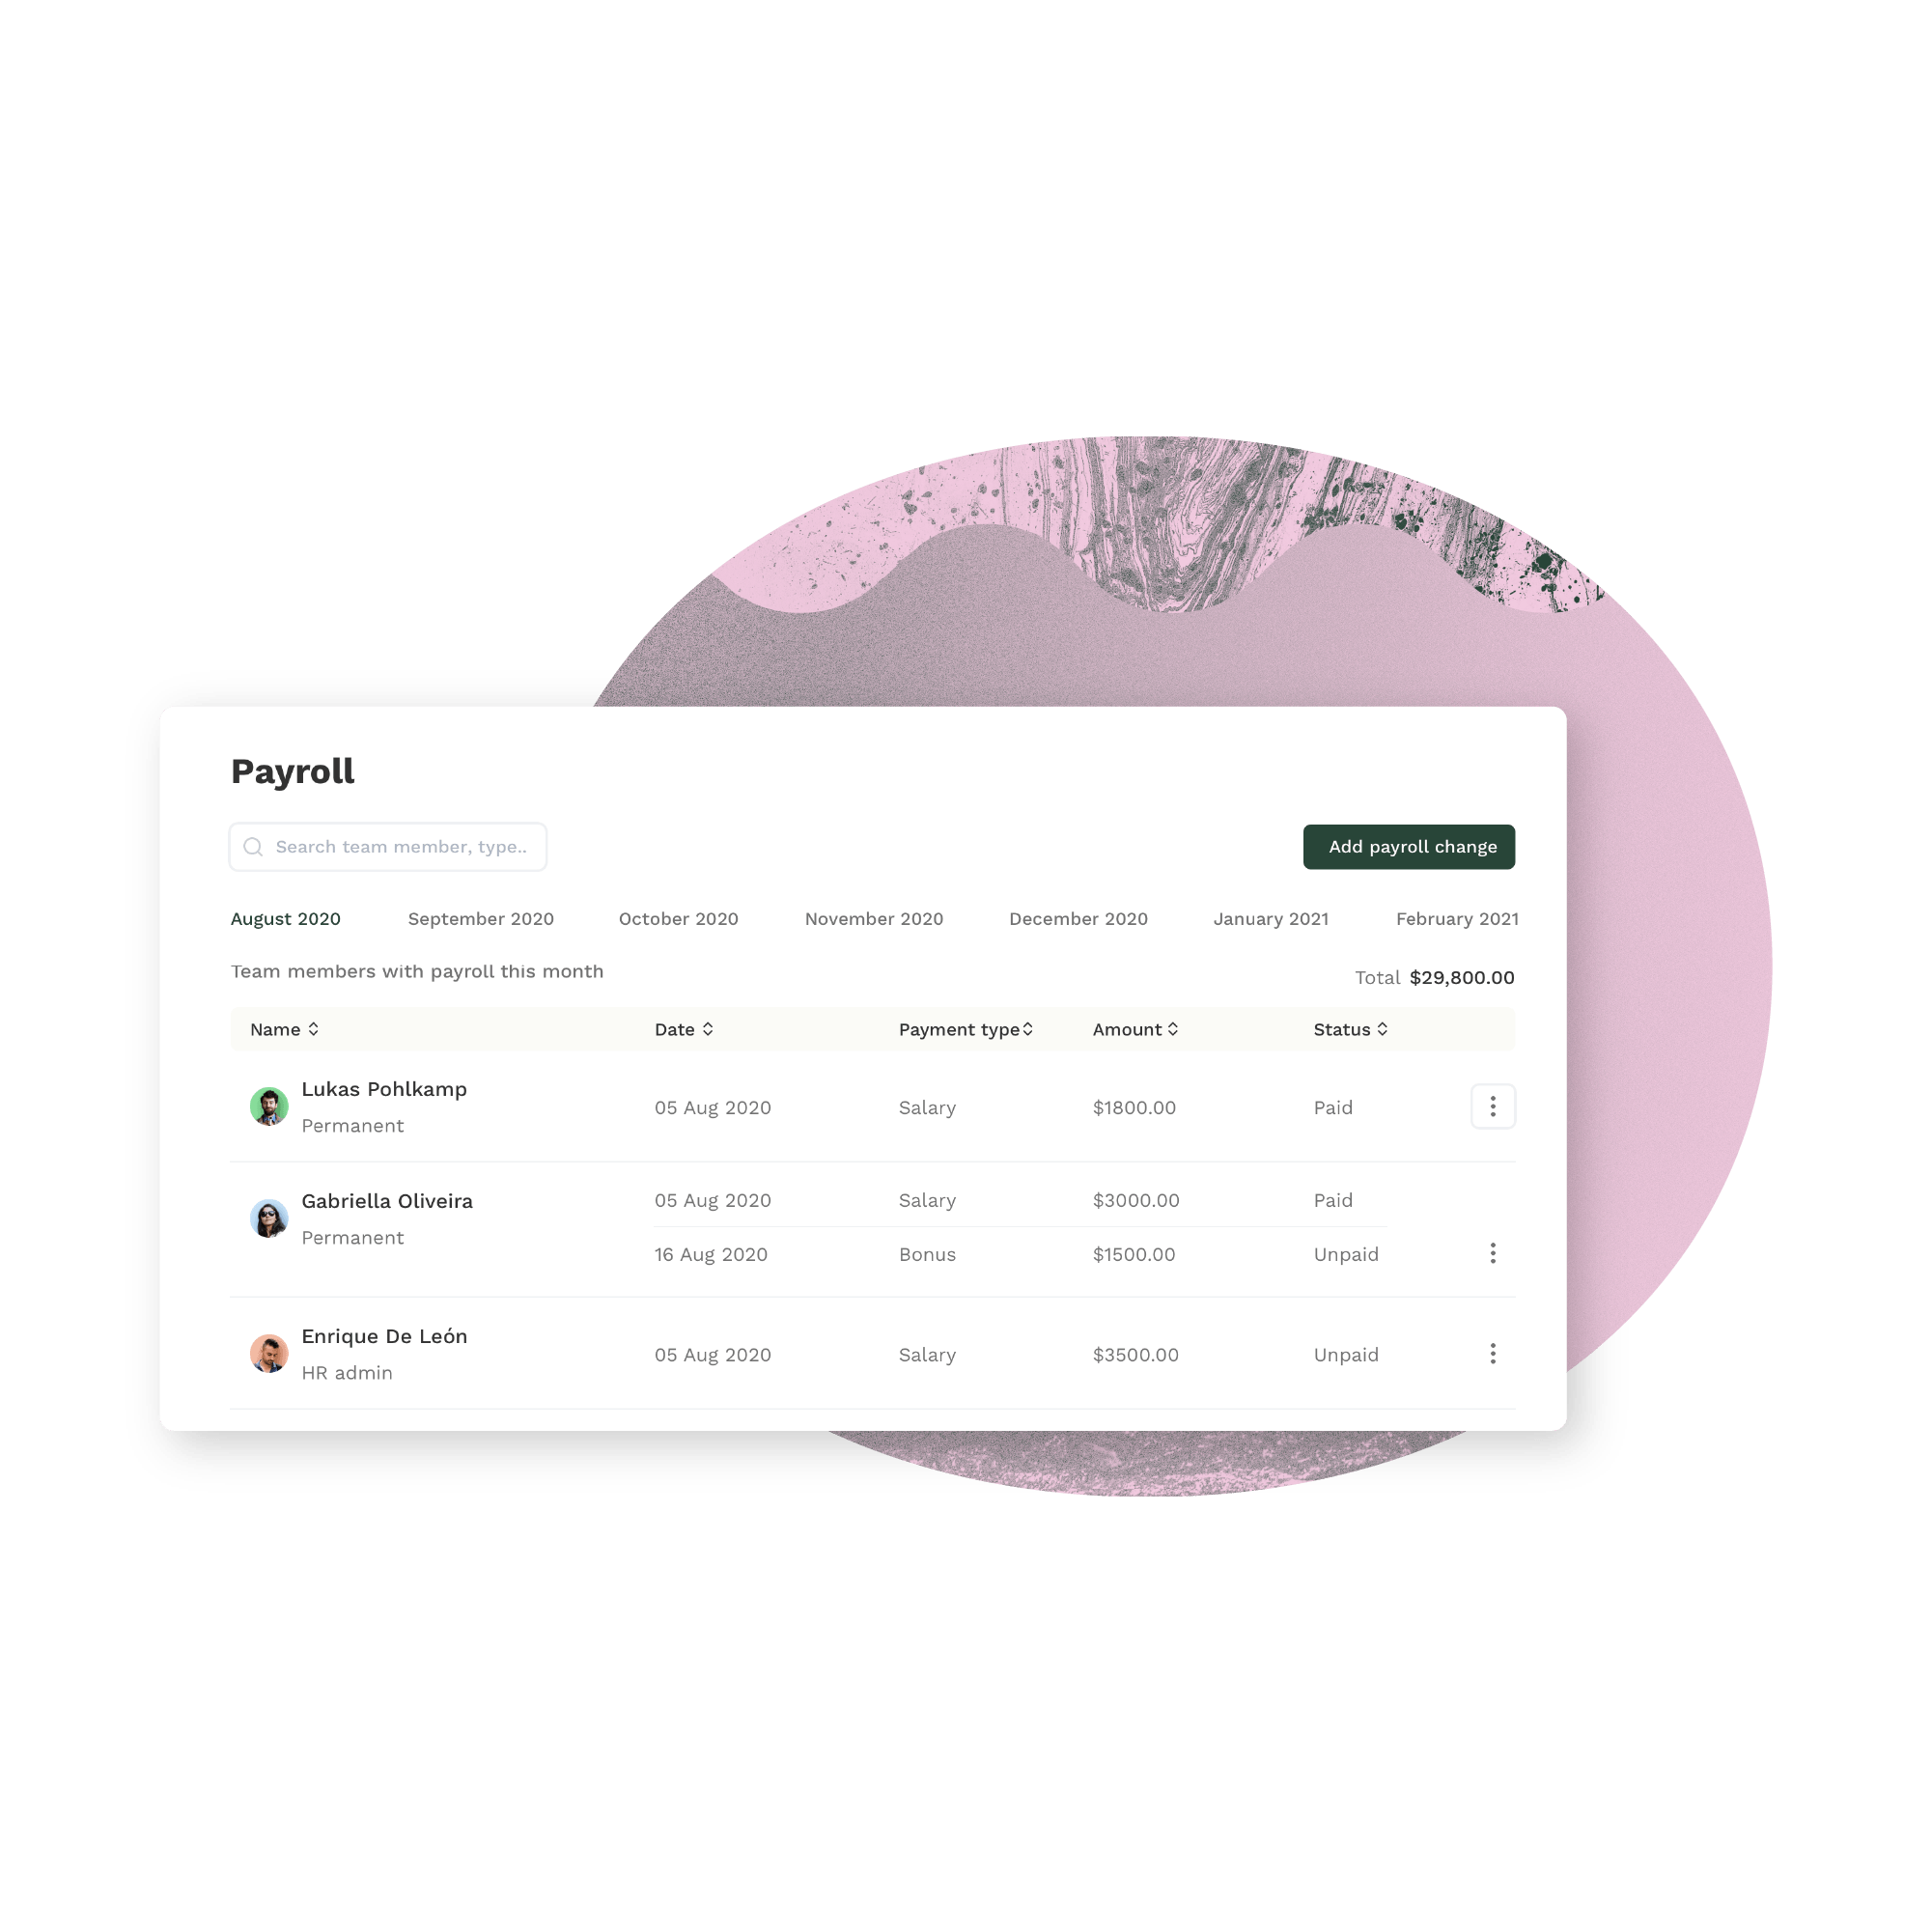 Payroll
Search team member, type..
Add payroll change
August 2020 September 2020 October 2020 November 2020 December 2020 January 2021 February 2021
Team members with payroll this month
Total $29,800.00
Name Date Payment type Amount Status
Lukas Pohlkamp
Permanent
05 Aug 2020 Salary $1800.00 Paid
Gabriella Oliveira
Permanent
05 Aug 2020 Salary $3000.00 Paid
16 Aug 2020 Bonus $1500.00 Unpaid
Enrique De León
HR admin
05 Aug 2020 Salary $3500.00 Unpaid